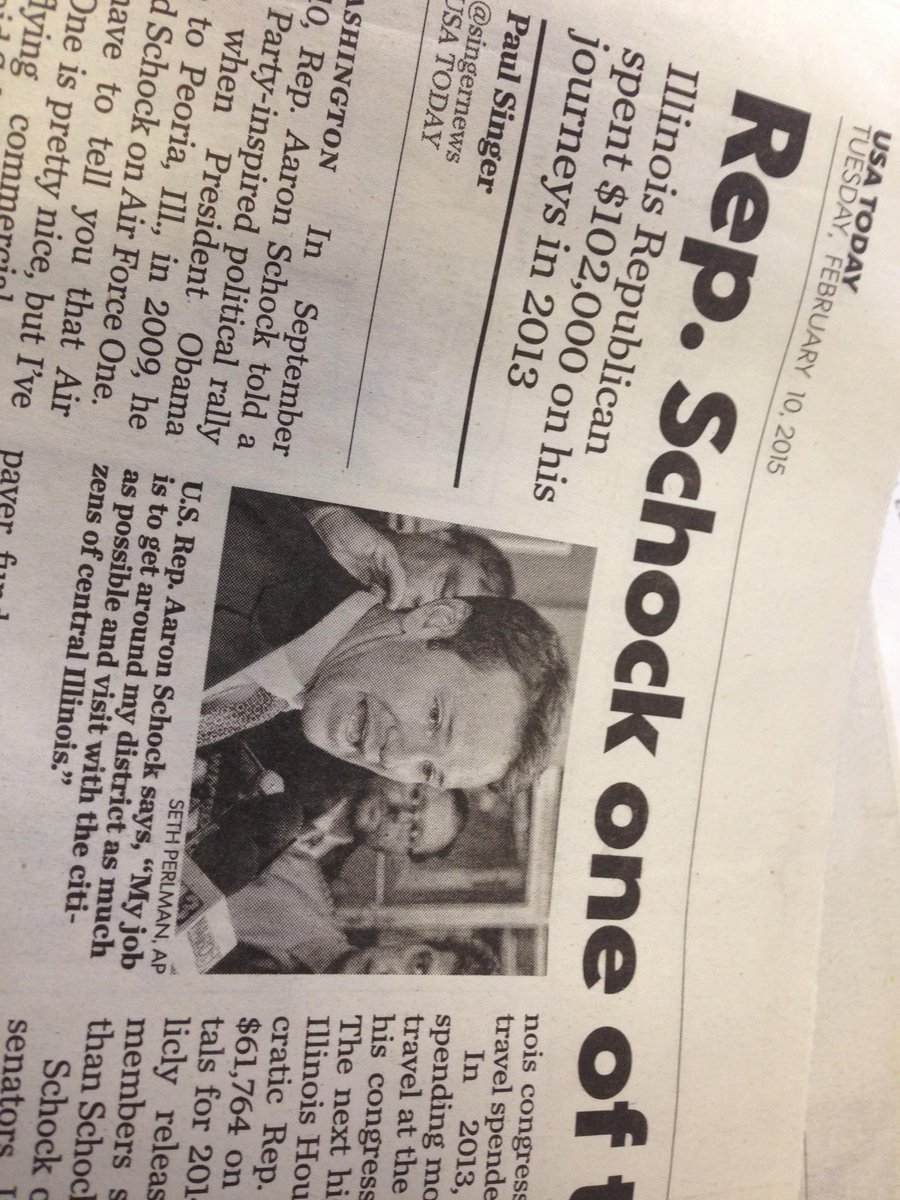 USA TODAY
TUESDAY, FEBRUARY 10, 2015
Rep. Schock one of
Illinois Republican
spent $102,000 on his
journeys in 2013
Paul Singer
@singernews
USA TODAY
ASHINGTON In September
0, Rep. Aaron Schock told a
Party-inspired political rally
when President Obama
to Peoria, Ill., in 2009, he
d Schock on Air Force One.
have to tell you that Air
One is pretty nice, but I've
flying commercial
SETH PERLMAN, AP
U.S. Rep. Aaron Schock says, “My job
is to get around my district as much
as possible and visit with the citi-
zens of central Illinois.”
payer fund
nois congress
travel spende
In 2013,
spending mo
travel at the
his congress
The next hi
Illinois Hou
cratic Rep.
$61,764 on
tals for 201
licly releas
members s
than Schock
Schock
senators